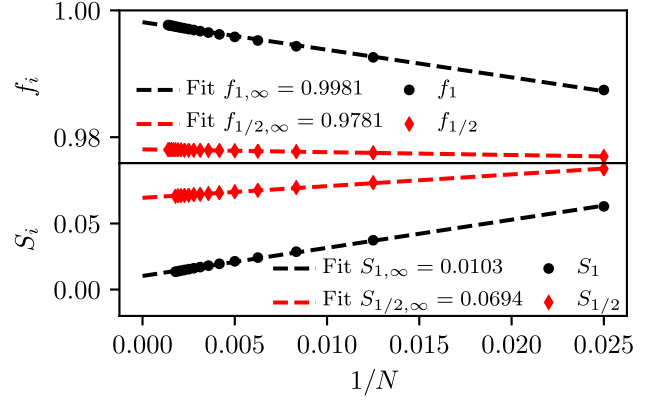 1.00
f_i
Fit f_{1,∞} = 0.9981 f_1
Fit f_{1/2,∞} = 0.9781 f_{1/2}
0.98
0.05
S_i
Fit S_{1,∞} = 0.0103 S_1
0.00
Fit S_{1/2,∞} = 0.0694 S_{1/2}
0.000 0.005 0.010 0.015 0.020 0.025
1/N